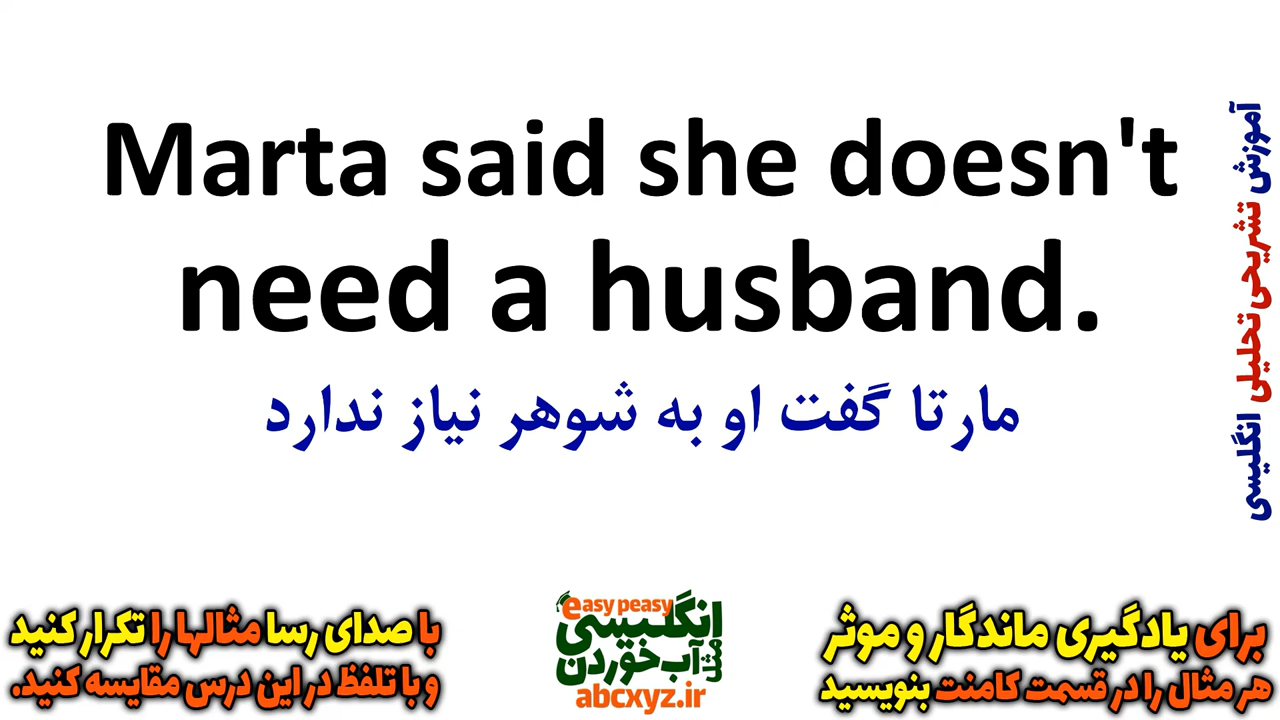 Marta said she doesn't
need a husband.
مارتا گفت او به شوهر نیاز ندارد
آموزش تشریحی تحلیلی انگلیسی
با صدای رسا مثالها را تکرار کنید
و با تلفظ در این درس مقایسه کنید.
easy peasy
انگلیسی
مثل آب خوردن
abcxyz.ir
برای یادگیری ماندگار و موثر
هر مثال را در قسمت کامنت بنویسید